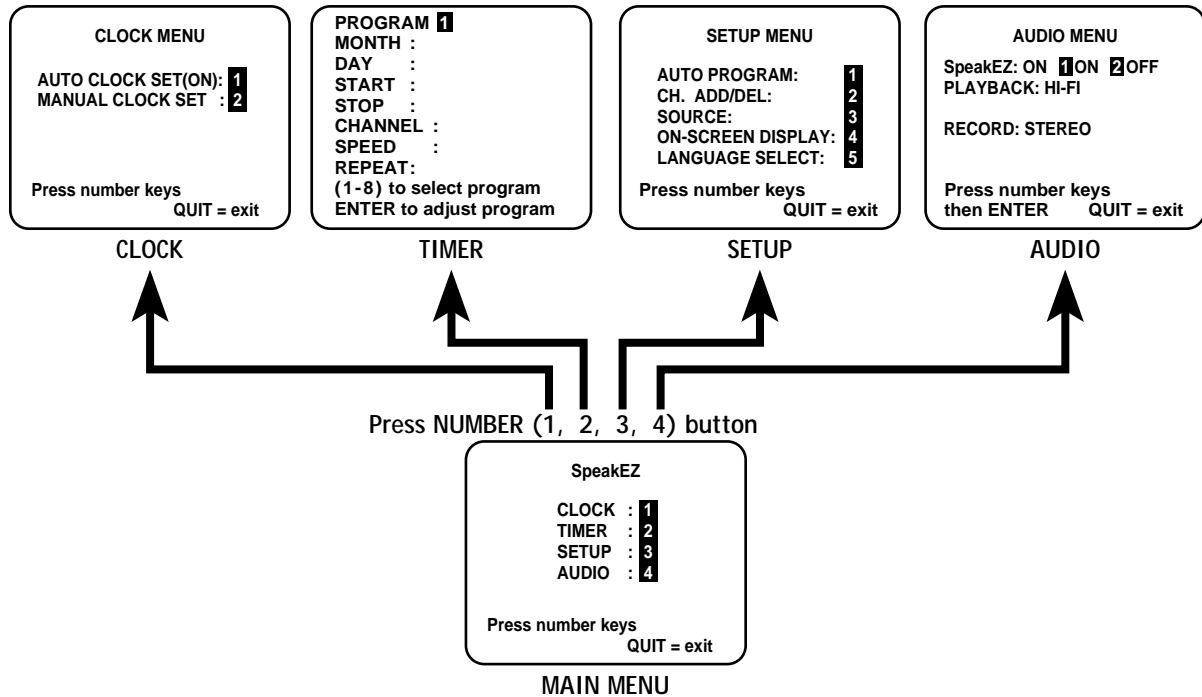 CLOCK MENU
AUTO CLOCK SET(ON): 1
MANUAL CLOCK SET : 2
Press number keys
QUIT = exit
CLOCK
PROGRAM 1
MONTH :
DAY :
START :
STOP :
CHANNEL :
SPEED :
REPEAT:
(1-8) to select program
ENTER to adjust program
TIMER
SETUP MENU
AUTO PROGRAM: 1
CH. ADD/DEL: 2
SOURCE: 3
ON-SCREEN DISPLAY: 4
LANGUAGE SELECT: 5
Press number keys
QUIT = exit
SETUP
AUDIO MENU
SpeakEZ: ON 1 ON 2 OFF
PLAYBACK: HI-FI
RECORD: STEREO
Press number keys
then ENTER QUIT = exit
AUDIO
Press NUMBER (1, 2, 3, 4) button
SpeakEZ
CLOCK : 1
TIMER : 2
SETUP : 3
AUDIO : 4
Press number keys
QUIT = exit
MAIN MENU